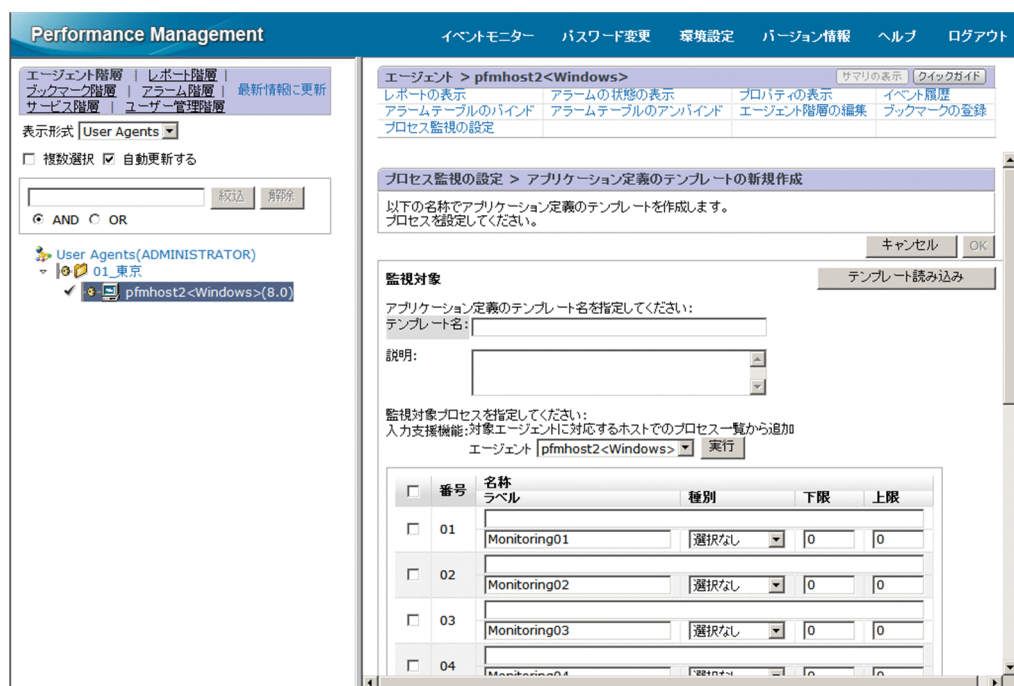 Performance Management
イベントモニター パスワード変更 環境設定 バージョン情報 ヘルプ ログアウト
エージェント階層 | レポート階層 |
ブックマーク階層 | アラーム階層 | 最新情報に更新
サービス階層 | ユーザー管理階層
表示形式 User Agents
複数選択 自動更新する
絞込 解除
AND OR
User Agents(ADMINISTRATOR)
01_東京
pfmhost2<Windows>(8.0)
エージェント > pfmhost2<Windows> サマリの表示 クイックガイド
レポートの表示 アラームの状態の表示 プロパティの表示 イベント履歴
アラームテーブルのバインド アラームテーブルのアンバインド エージェント階層の編集 ブックマークの登録
プロセス監視の設定
プロセス監視の設定 > アプリケーション定義のテンプレートの新規作成
以下の名称でアプリケーション定義のテンプレートを作成します。
プロセスを設定してください。
キャンセル OK
監視対象 テンプレート読み込み
アプリケーション定義のテンプレート名を指定してください:
テンプレート名:
説明:
監視対象プロセスを指定してください:
入力支援機能:対象エージェントに対応するホストでのプロセス一覧から追加
エージェント pfmhost2<Windows> 実行
番号 名称
ラベル 種別 下限 上限
01
Monitoring01 選択なし 0 0
02
Monitoring02 選択なし 0 0
03
Monitoring03 選択なし 0 0
04
Monitoring04 選択なし 0 0